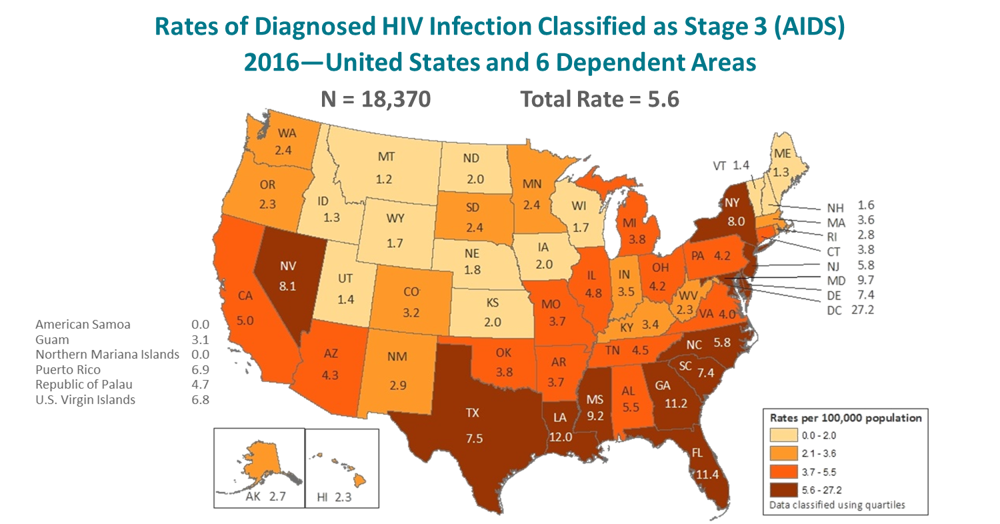 Rates of Diagnosed HIV Infection Classified as Stage 3 (AIDS)
2016—United States and 6 Dependent Areas
N = 18,370 Total Rate = 5.6
WA
2.4
OR
2.3
CA
5.0
NV
8.1
ID
1.3
MT
1.2
WY
1.7
UT
1.4
AZ
4.3
CO
3.2
NM
2.9
ND
2.0
SD
2.4
NE
1.8
KS
2.0
OK
3.8
TX
7.5
MN
2.4
IA
2.0
MO
3.7
AR
3.7
LA
12.0
WI
1.7
IL
4.8
MI
3.8
IN
3.5
OH
4.2
KY 3.4
TN 4.5
MS
9.2
AL
5.5
GA
11.2
FL
11.4
SC 7.4
NC 5.8
VA 4.0
WV
2.3
PA 4.2
NY
8.0
VT 1.4
ME
1.3
NH 1.6
MA 3.6
RI 2.8
CT 3.8
NJ 5.8
MD 9.7
DE 7.4
DC 27.2
American Samoa 0.0
Guam 3.1
Northern Mariana Islands 0.0
Puerto Rico 6.9
Republic of Palau 4.7
U.S. Virgin Islands 6.8
AK 2.7
HI 2.3
Rates per 100,000 population
0.0 - 2.0
2.1 - 3.6
3.7 - 5.5
5.6 - 27.2
Data classified using quartiles